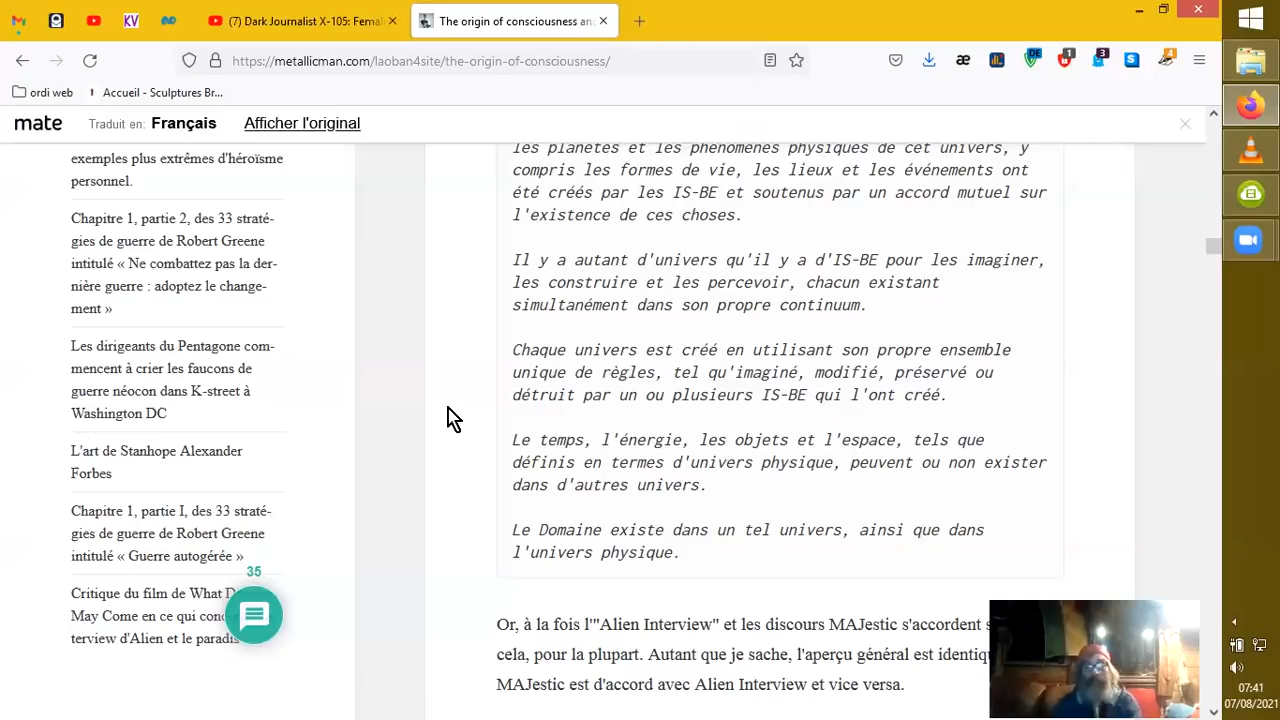 (7) Dark Journalist X-105: Fema
The origin of consciousness an
https://metallicman.com/laoban4site/the-origin-of-consciousness/
DE
1
3
4
ordi web
Accueil - Sculptures Br...
mate
Traduit en: Français
Afficher l'original
exemples plus extrêmes d'héroïsme
personnel.
Chapitre 1, partie 2, des 33 straté-
gies de guerre de Robert Greene
intitulé « Ne combattez pas la der-
nière guerre : adoptez le change-
ment »
Les dirigeants du Pentagone com-
mencent à crier les faucons de
guerre néocon dans K-street à
Washington DC
L'art de Stanhope Alexander
Forbes
Chapitre 1, partie I, des 33 straté-
gies de guerre de Robert Greene
intitulé « Guerre autogérée »
35
Critique du film de What D
May Come en ce qui conc
terview d'Alien et le paradis
les planètes et les phénomènes physiques de cet univers, y
compris les formes de vie, les lieux et les événements ont
été créés par les IS-BE et soutenus par un accord mutuel sur
l'existence de ces choses.
Il y a autant d'univers qu'il y a d'IS-BE pour les imaginer,
les construire et les percevoir, chacun existant
simultanément dans son propre continuum.
Chaque univers est créé en utilisant son propre ensemble
unique de règles, tel qu'imaginé, modifié, préservé ou
détruit par un ou plusieurs IS-BE qui l'ont créé.
Le temps, l'énergie, les objets et l'espace, tels que
définis en termes d'univers physique, peuvent ou non exister
dans d'autres univers.
Le Domaine existe dans un tel univers, ainsi que dans
l'univers physique.
Or, à la fois l'"Alien Interview" et les discours MAJestic s'accordent s
cela, pour la plupart. Autant que je sache, l'aperçu général est identiq
MAJestic est d'accord avec Alien Interview et vice versa.
07:41
07/08/2021